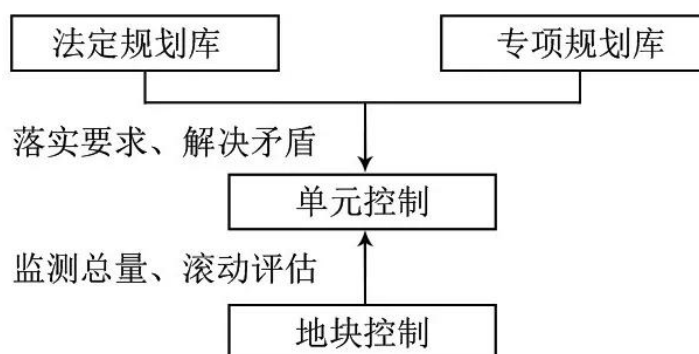 法定规划库
专项规划库
落实要求、解决矛盾
单元控制
监测总量、滚动评估
地块控制